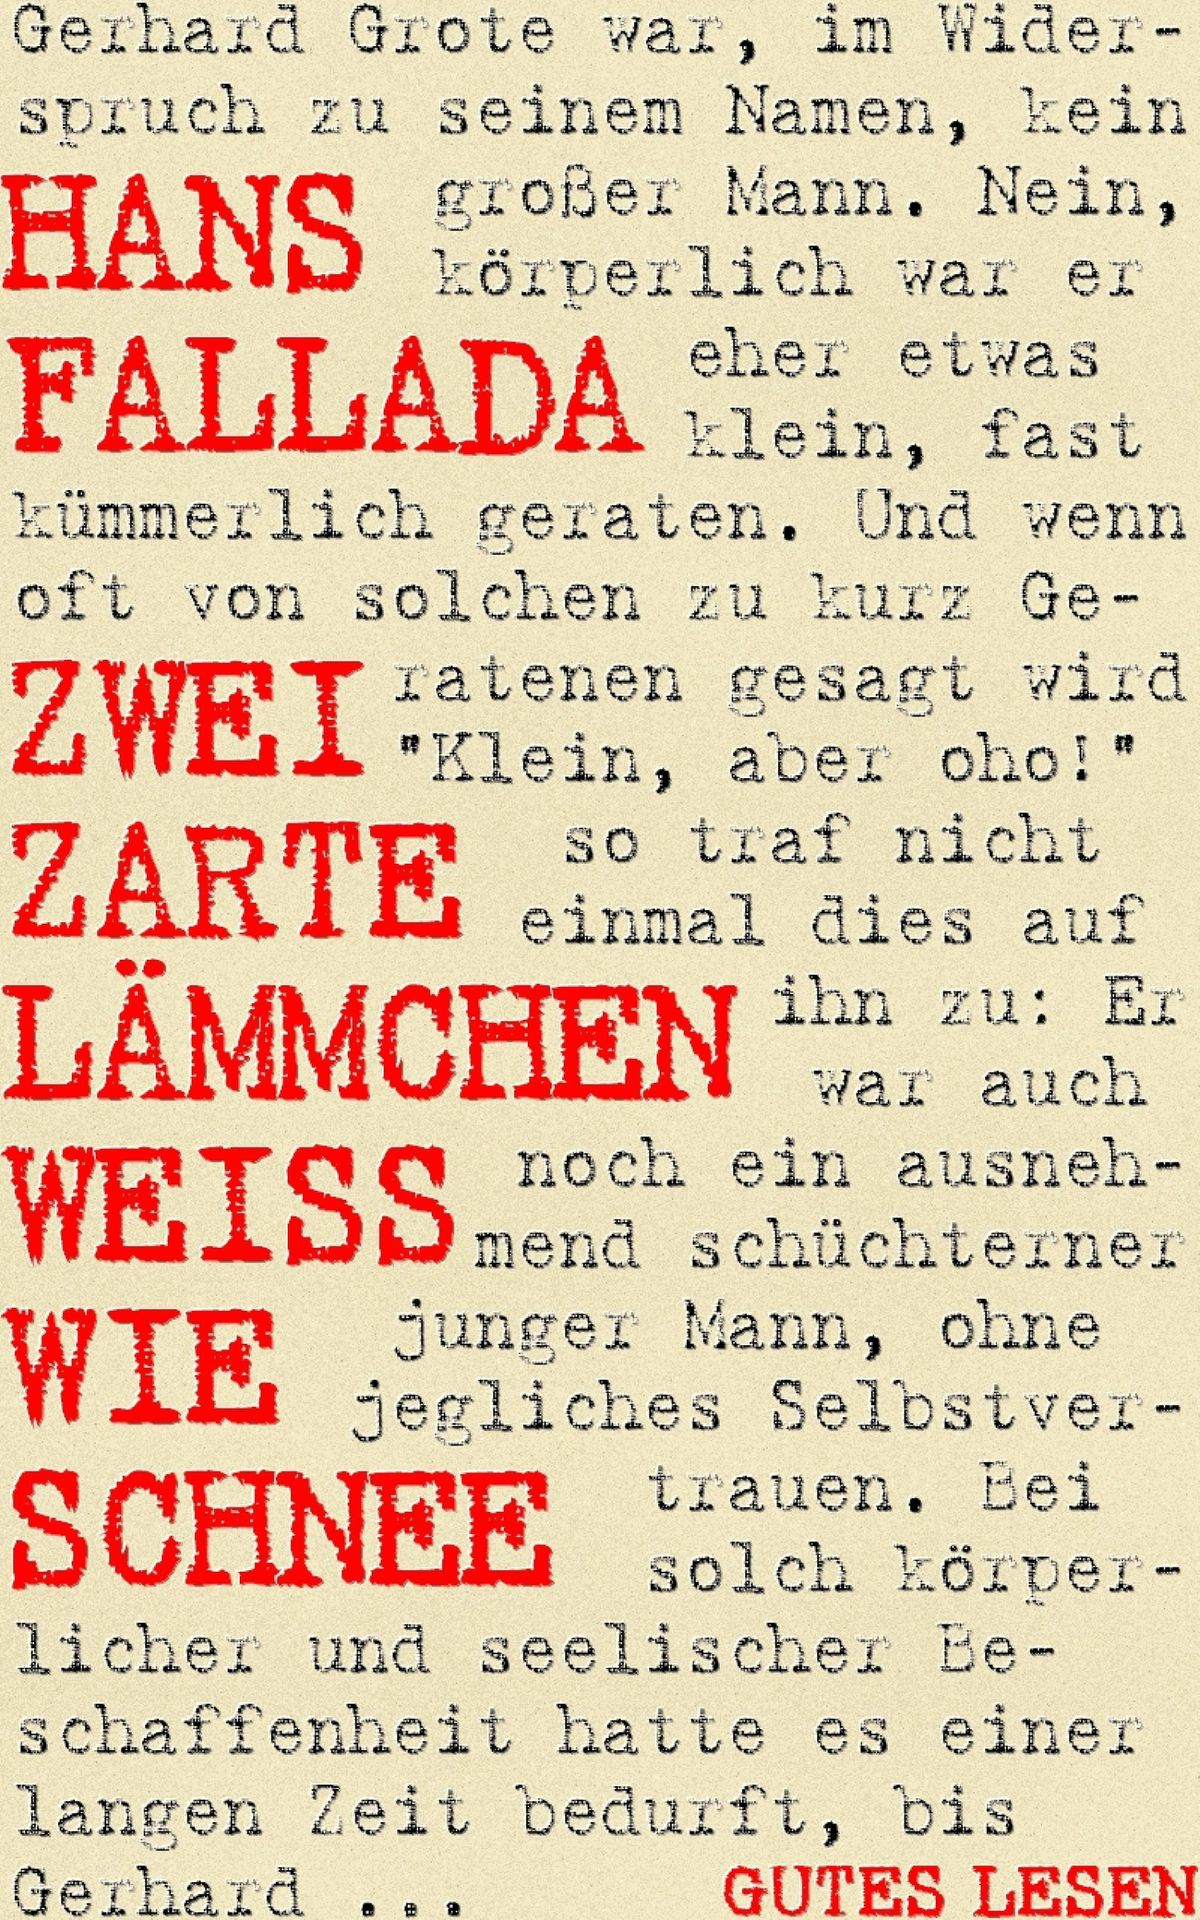 Gerhard Grote war, im Wider-
spruch zu seinem Namen, kein
HANS
großer Mann. Nein,
körperlich war er
FALLADA
eher etwas
klein, fast
kümmerlich geraten. Und wenn
oft von solchen zu kurz Ge-
ZWEI
ratenen gesagt wird
"Klein, aber oho!"
ZARTE
so traf nicht
einmal dies auf
LÄMMCHEN
ihn zu: Er
war auch
WEISS
noch ein ausneh-
mend schüchterner
WIE
junger Mann, ohne
jegliches Selbstver-
SCHNEE
trauen. Bei
solch körper-
licher und seelischer Be-
schaffenheit hatte es einer
langen Zeit bedurft, bis
Gerhard ...
GUTES LESEN